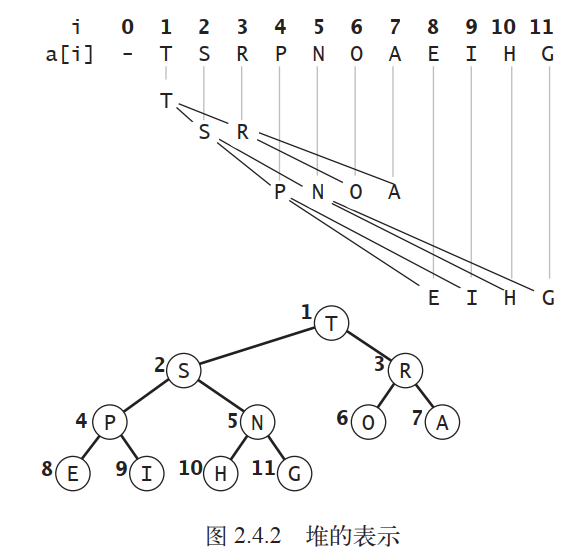 i 0 1 2 3 4 5 6 7 8 9 10 11
a[i] - T S R P N O A E I H G
T
S R
P N O A
E I H G
1 T
2 S 3 R
4 P 5 N 6 O 7 A
8 E 9 I 10 H 11 G
图 2.4.2 堆的表示